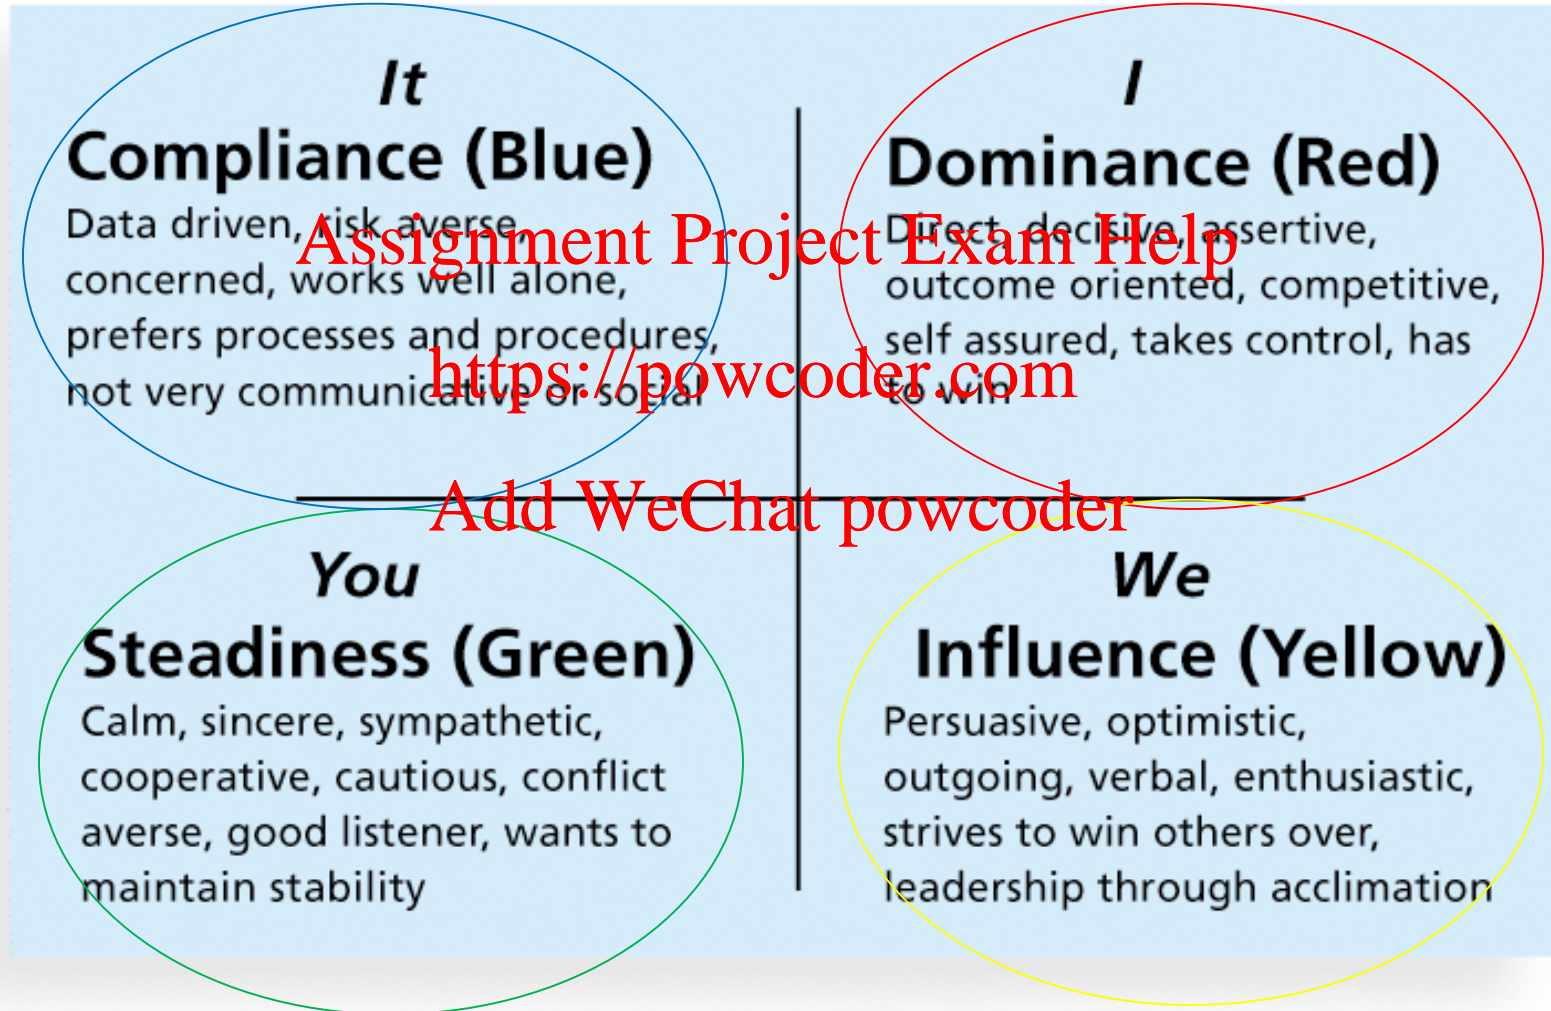 It
Compliance (Blue)
Data driven, risk averse,
concerned, works well alone,
prefers processes and procedures,
not very communicative or social
I
Dominance (Red)
Direct, decisive, assertive,
outcome oriented, competitive,
self assured, takes control, has
to win
Assignment Project Exam Help
https://powcoder.com
Add WeChat powcoder
You
Steadiness (Green)
Calm, sincere, sympathetic,
cooperative, cautious, conflict
averse, good listener, wants to
maintain stability
We
Influence (Yellow)
Persuasive, optimistic,
outgoing, verbal, enthusiastic,
strives to win others over,
leadership through acclimation